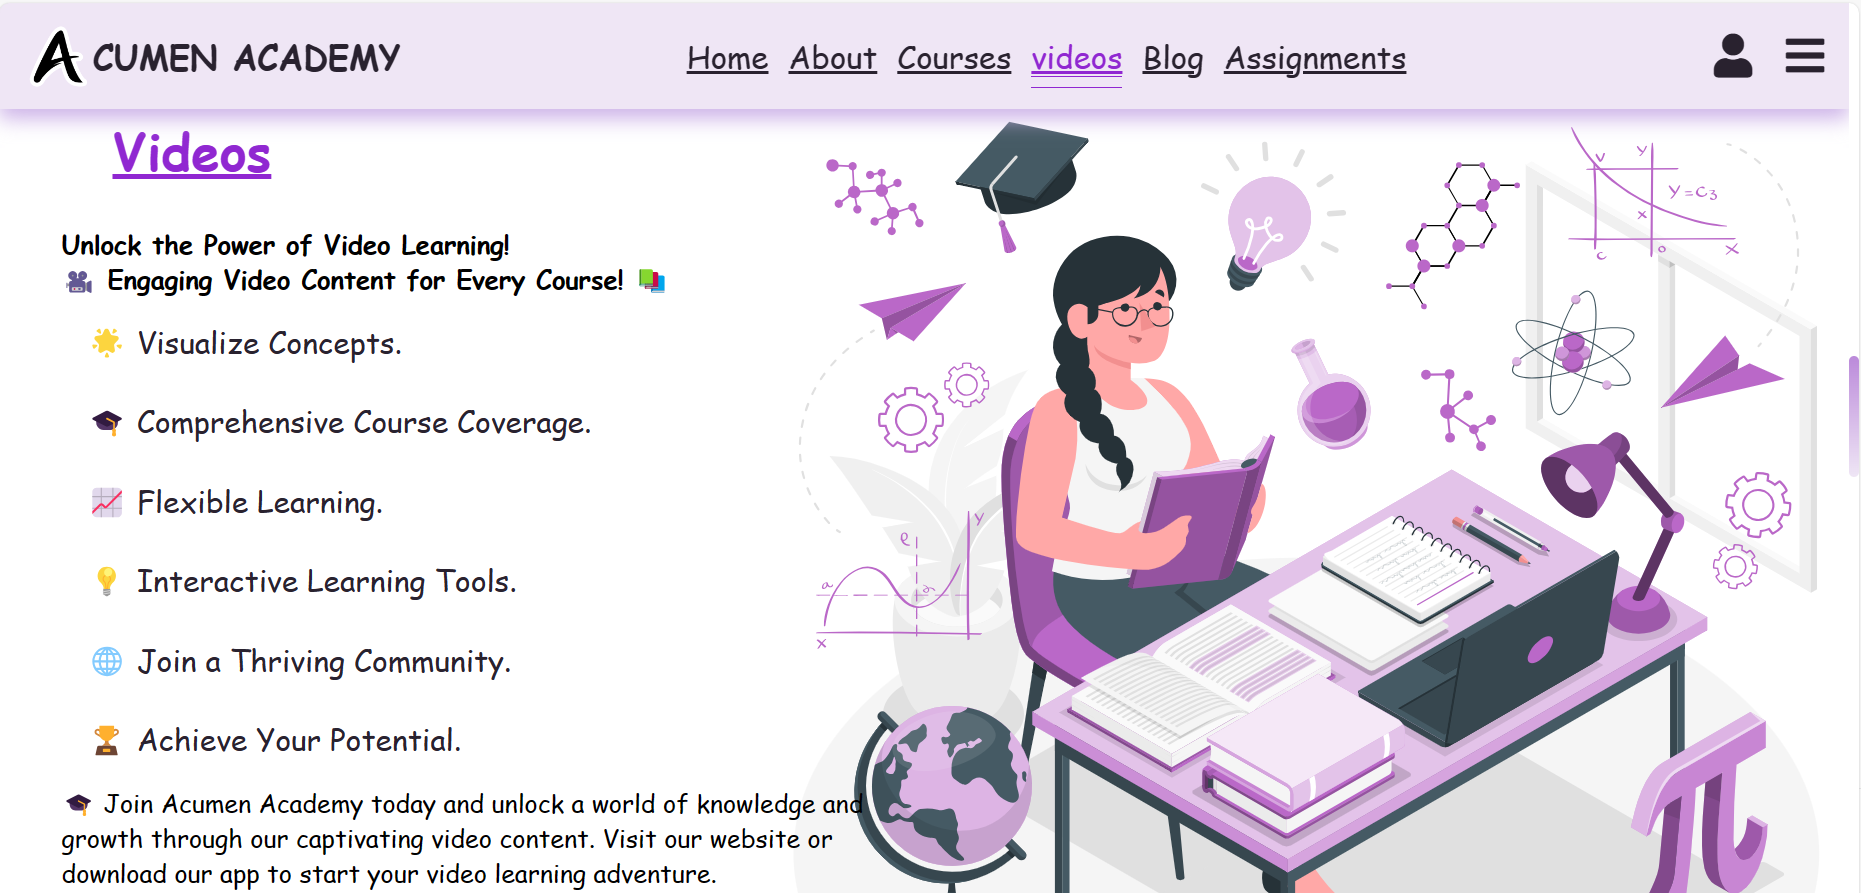 A CUMEN ACADEMY
Home About Courses videos Blog Assignments
Videos
Unlock the Power of Video Learning!
🎥 Engaging Video Content for Every Course! 📚
🌟 Visualize Concepts.
🎓 Comprehensive Course Coverage.
📈 Flexible Learning.
💡 Interactive Learning Tools.
🌐 Join a Thriving Community.
🏆 Achieve Your Potential.
🎓 Join Acumen Academy today and unlock a world of knowledge and
growth through our captivating video content. Visit our website or
download our app to start your video learning adventure.
V Y
Y=C3
x
c o X
y
e
a
x
π